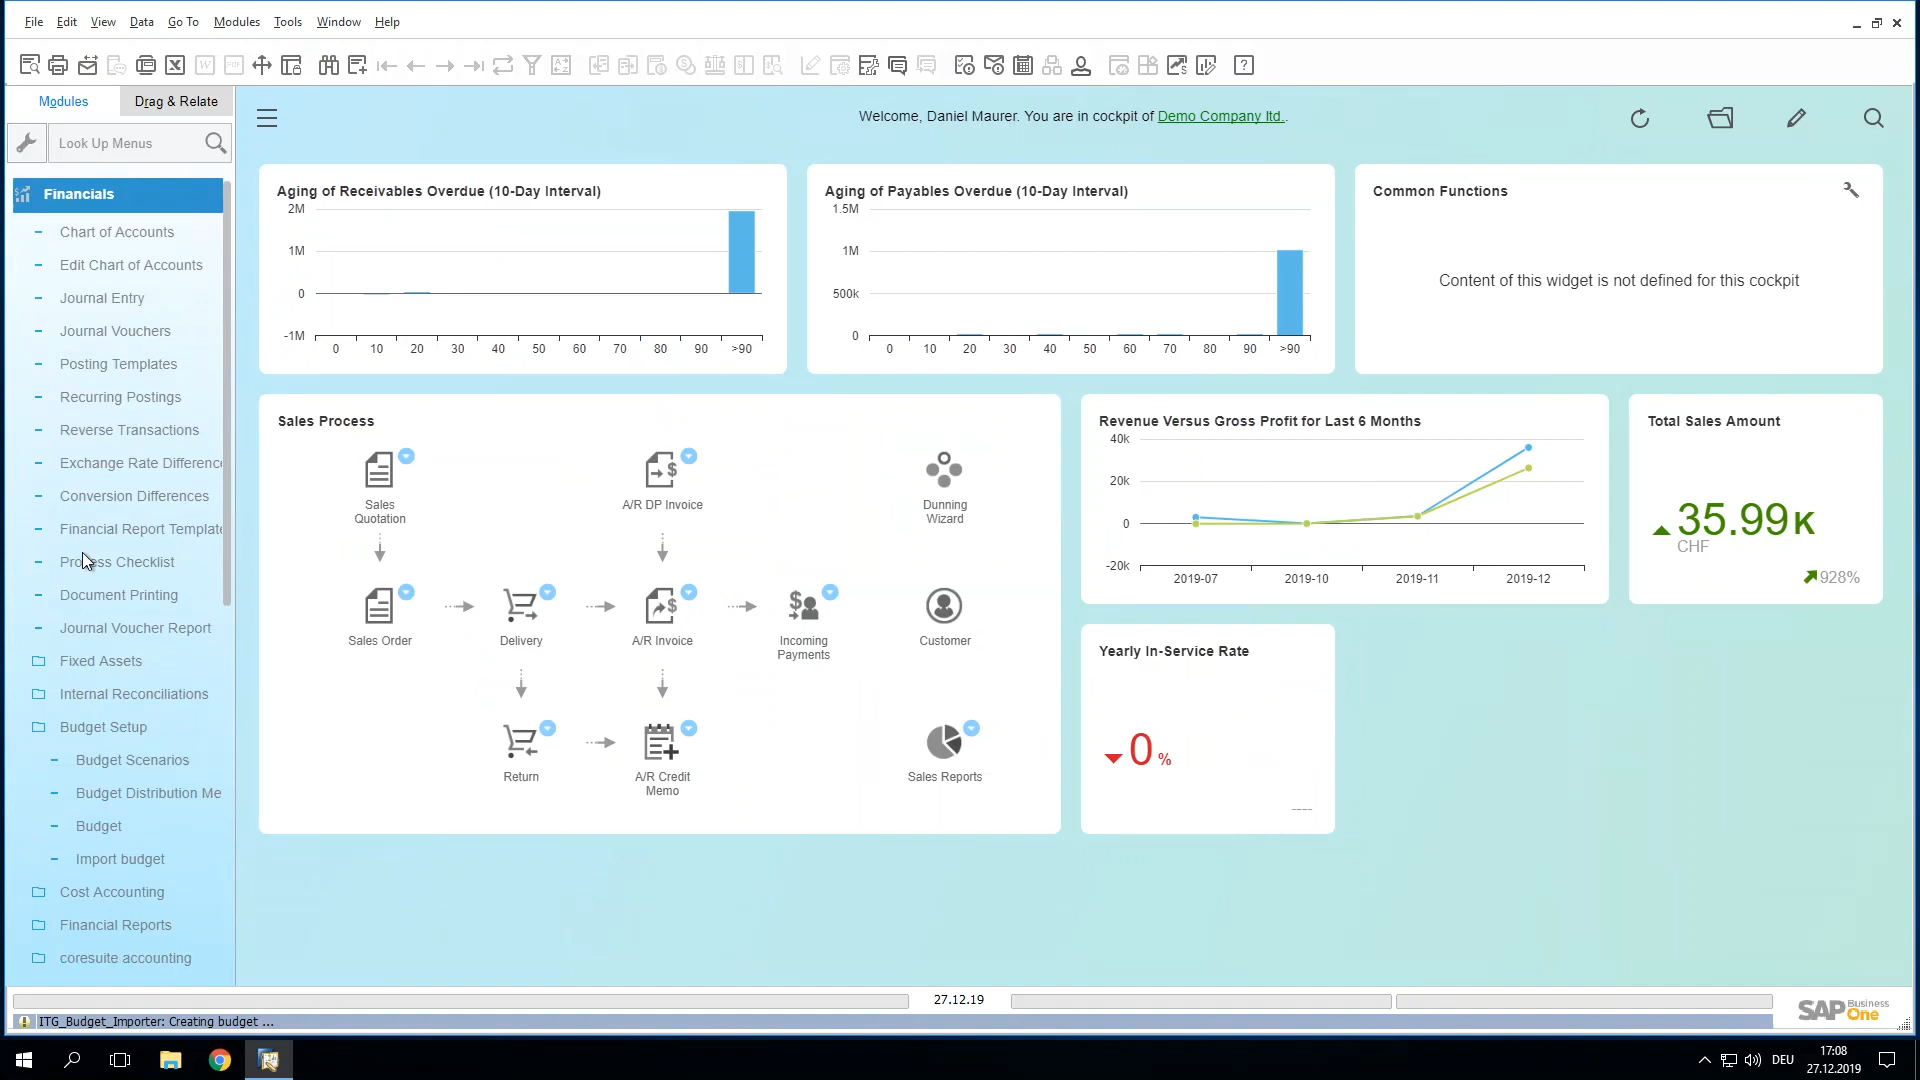 File Edit View Data Go To Modules Tools Window Help
Modules Drag & Relate
Look Up Menus
Welcome, Daniel Maurer. You are in cockpit of Demo Company ltd..
Financials
Chart of Accounts
Edit Chart of Accounts
Journal Entry
Journal Vouchers
Posting Templates
Recurring Postings
Reverse Transactions
Exchange Rate Difference
Conversion Differences
Financial Report Template
Process Checklist
Document Printing
Journal Voucher Report
Fixed Assets
Internal Reconciliations
Budget Setup
Budget Scenarios
Budget Distribution Me
Budget
Import budget
Cost Accounting
Financial Reports
coresuite accounting
Aging of Receivables Overdue (10-Day Interval)
2M
1M
0
-1M
0 10 20 30 40 50 60 70 80 90 >90
Aging of Payables Overdue (10-Day Interval)
1.5M
1M
500k
0
0 10 20 30 40 50 60 70 80 90 >90
Common Functions
Content of this widget is not defined for this cockpit
Sales Process
Sales
Quotation
A/R DP Invoice
Dunning
Wizard
Sales Order
Delivery
A/R Invoice
Incoming
Payments
Customer
Return
A/R Credit
Memo
Sales Reports
Revenue Versus Gross Profit for Last 6 Months
40k
20k
0
-20k
2019-07 2019-10 2019-11 2019-12
Total Sales Amount
35.99 K
CHF
928%
Yearly In-Service Rate
0 %
27.12.19
ITG_Budget_Importer: Creating budget ...
SAP Business One
DEU
17:08
27.12.2019